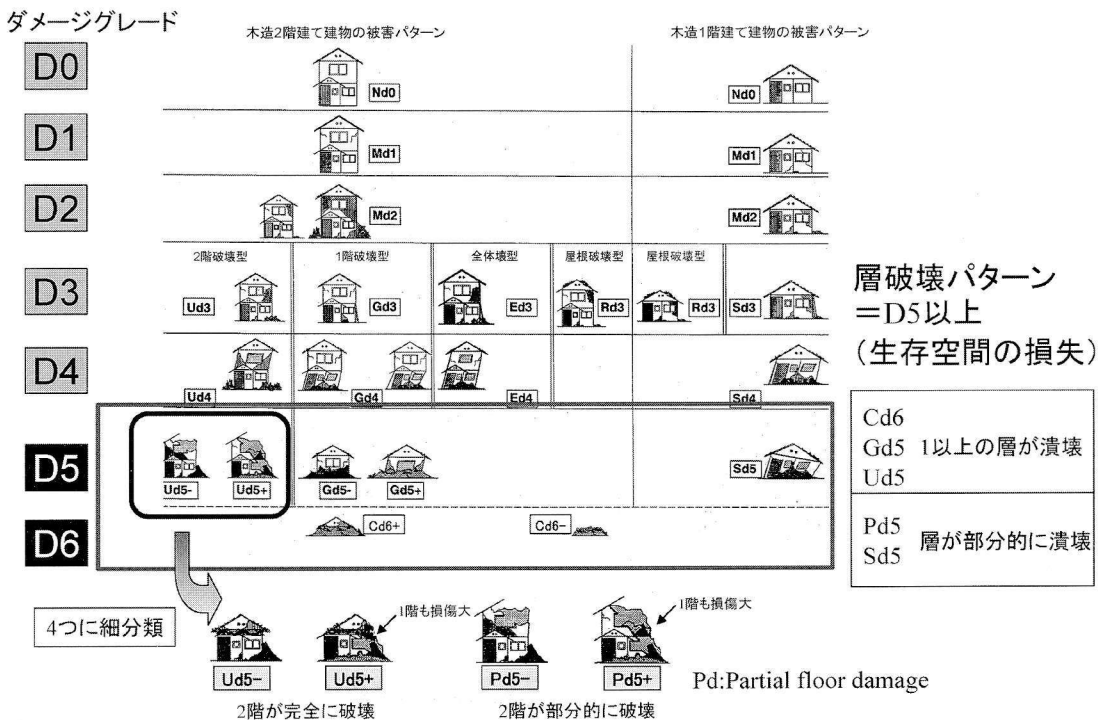 ダメージグレード
木造2階建て建物の被害パターン
木造1階建て建物の被害パターン
D0
Nd0
Nd0
D1
Md1
Md1
D2
Md2
Md2
2階破壊型
1階破壊型
全体壊型
屋根破壊型
屋根破壊型
D3
Ud3
Gd3
Ed3
Rd3
Rd3
Sd3
D4
Ud4
Gd4
Ed4
Sd4
層破壊パターン
＝D5以上
（生存空間の損失）
D5
Ud5-
Ud5+
Gd5-
Gd5+
Sd5
D6
Cd6+
Cd6−
Cd6
Gd5 1以上の層が潰壊
Ud5
Pd5
Sd5 層が部分的に潰壊
4つに細分類
1階も損傷大
1階も損傷大
Ud5−
Ud5+
Pd5−
Pd5+
Pd:Partial floor damage
2階が完全に破壊
2階が部分的に破壊